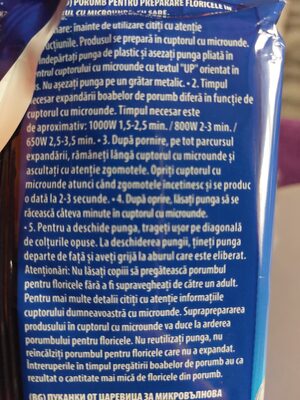 ) PORUMB PENTRU PREPARARE FLORICELE ÎN
CUPTORUL CU MICROUNDE
înainte de utilizare citiți cu atenție
Produsul se prepară în cuptorul cu microunde.
Îndepărtați punga de plastic și așezați punga pliată în
cuptorului cu microunde cu textul "UP" orientat în
Nu așezați punga pe un grătar metalic. • 2. Timpul
necesar expandării boabelor de porumb diferă în funcție de
cuptorul cu microunde. Timpul necesar este
de aproximativ: 1000W 1,5-2,5 min. / 800W 2-3 min. /
650W 2,5-3,5 min. • 3. După pornire, pe tot parcursul
expandării, rămâneți lângă cuptorul cu microunde și
ascultați cu atenție zgomotele. Opriți cuptorul cu
microunde atunci când zgomotele încetinesc și se produc
o dată la 2-3 secunde. • 4. După oprire, lăsați punga să se
răcească câteva minute în cuptorul cu microunde.
• 5. Pentru a deschide punga, trageți ușor pe diagonală
de colțurile opuse. La deschiderea pungii, țineți punga
departe de față și aveți grijă la aburul care este eliberat.
Atenționări: Nu lăsați copiii să pregătească porumbul
pentru floricele fără a fi supravegheați de către un adult.
Pentru mai multe detalii citiți cu atenție informațiile
cuptorului dumneavoastră cu microunde. Suprapreparea
produsului în cuptorul cu microunde va duce la arderea
porumbului pentru floricele. Nu reutilizați punga, nu
reîncălziți porumbul pentru floricele care nu a expandat.
Întreruperile în timpul pregătirii boabelor de porumb au ca
rezultat o cantitate mai mică de floricele din porumb.
(BG) ПУКАНКИ ОТ ЦАРЕВИЦА ЗА МИКРОВЪЛНОВА